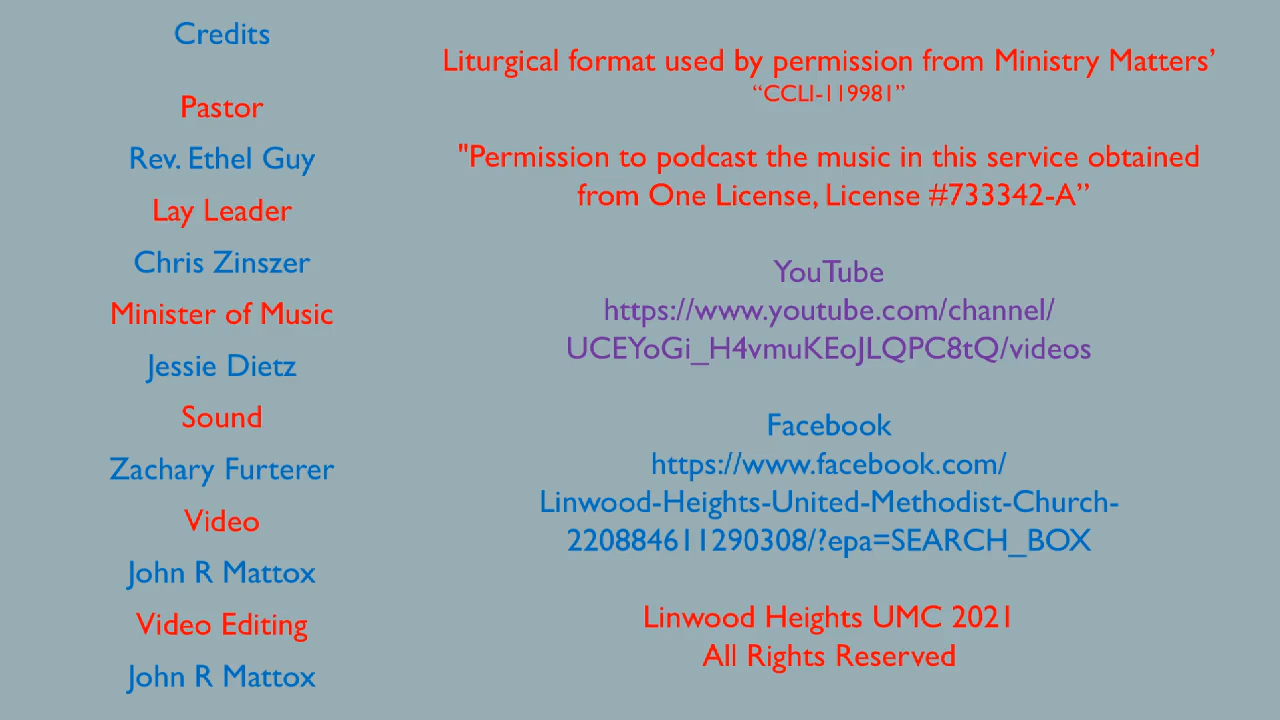 Credits
Pastor
Rev. Ethel Guy
Lay Leader
Chris Zinszer
Minister of Music
Jessie Dietz
Sound
Zachary Furterer
Video
John R Mattox
Video Editing
John R Mattox
Liturgical format used by permission from Ministry Matters’
“CCLI-119981”
"Permission to podcast the music in this service obtained
from One License, License #733342-A”
YouTube
https://www.youtube.com/channel/
UCEYoGi_H4vmuKEoJLQPC8tQ/videos
Facebook
https://www.facebook.com/
Linwood-Heights-United-Methodist-Church-
220884611290308/?epa=SEARCH_BOX
Linwood Heights UMC 2021
All Rights Reserved